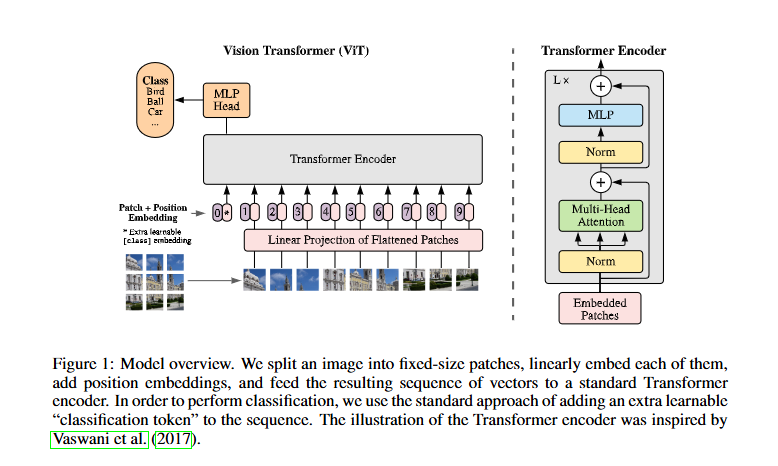 Vision Transformer (ViT)
Transformer Encoder
Class
Bird
Ball
Car
...
MLP
Head
Transformer Encoder
Patch + Position
Embedding
* Extra learnable
[class] embedding
0 * 1 2 3 4 5 6 7 8 9
Linear Projection of Flattened Patches
L ×
+
MLP
Norm
+
Multi-Head
Attention
Norm
Embedded
Patches
Figure 1: Model overview. We split an image into fixed-size patches, linearly embed each of them,
add position embeddings, and feed the resulting sequence of vectors to a standard Transformer
encoder. In order to perform classification, we use the standard approach of adding an extra learnable
“classification token” to the sequence. The illustration of the Transformer encoder was inspired by
Vaswani et al. (2017).